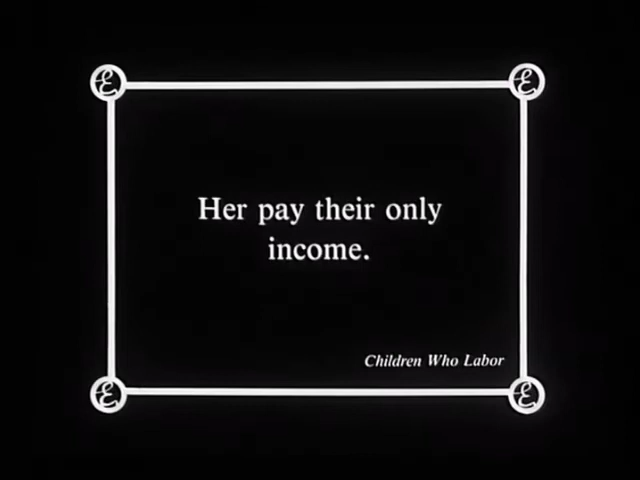 E E
Her pay their only
income.
Children Who Labor
E E